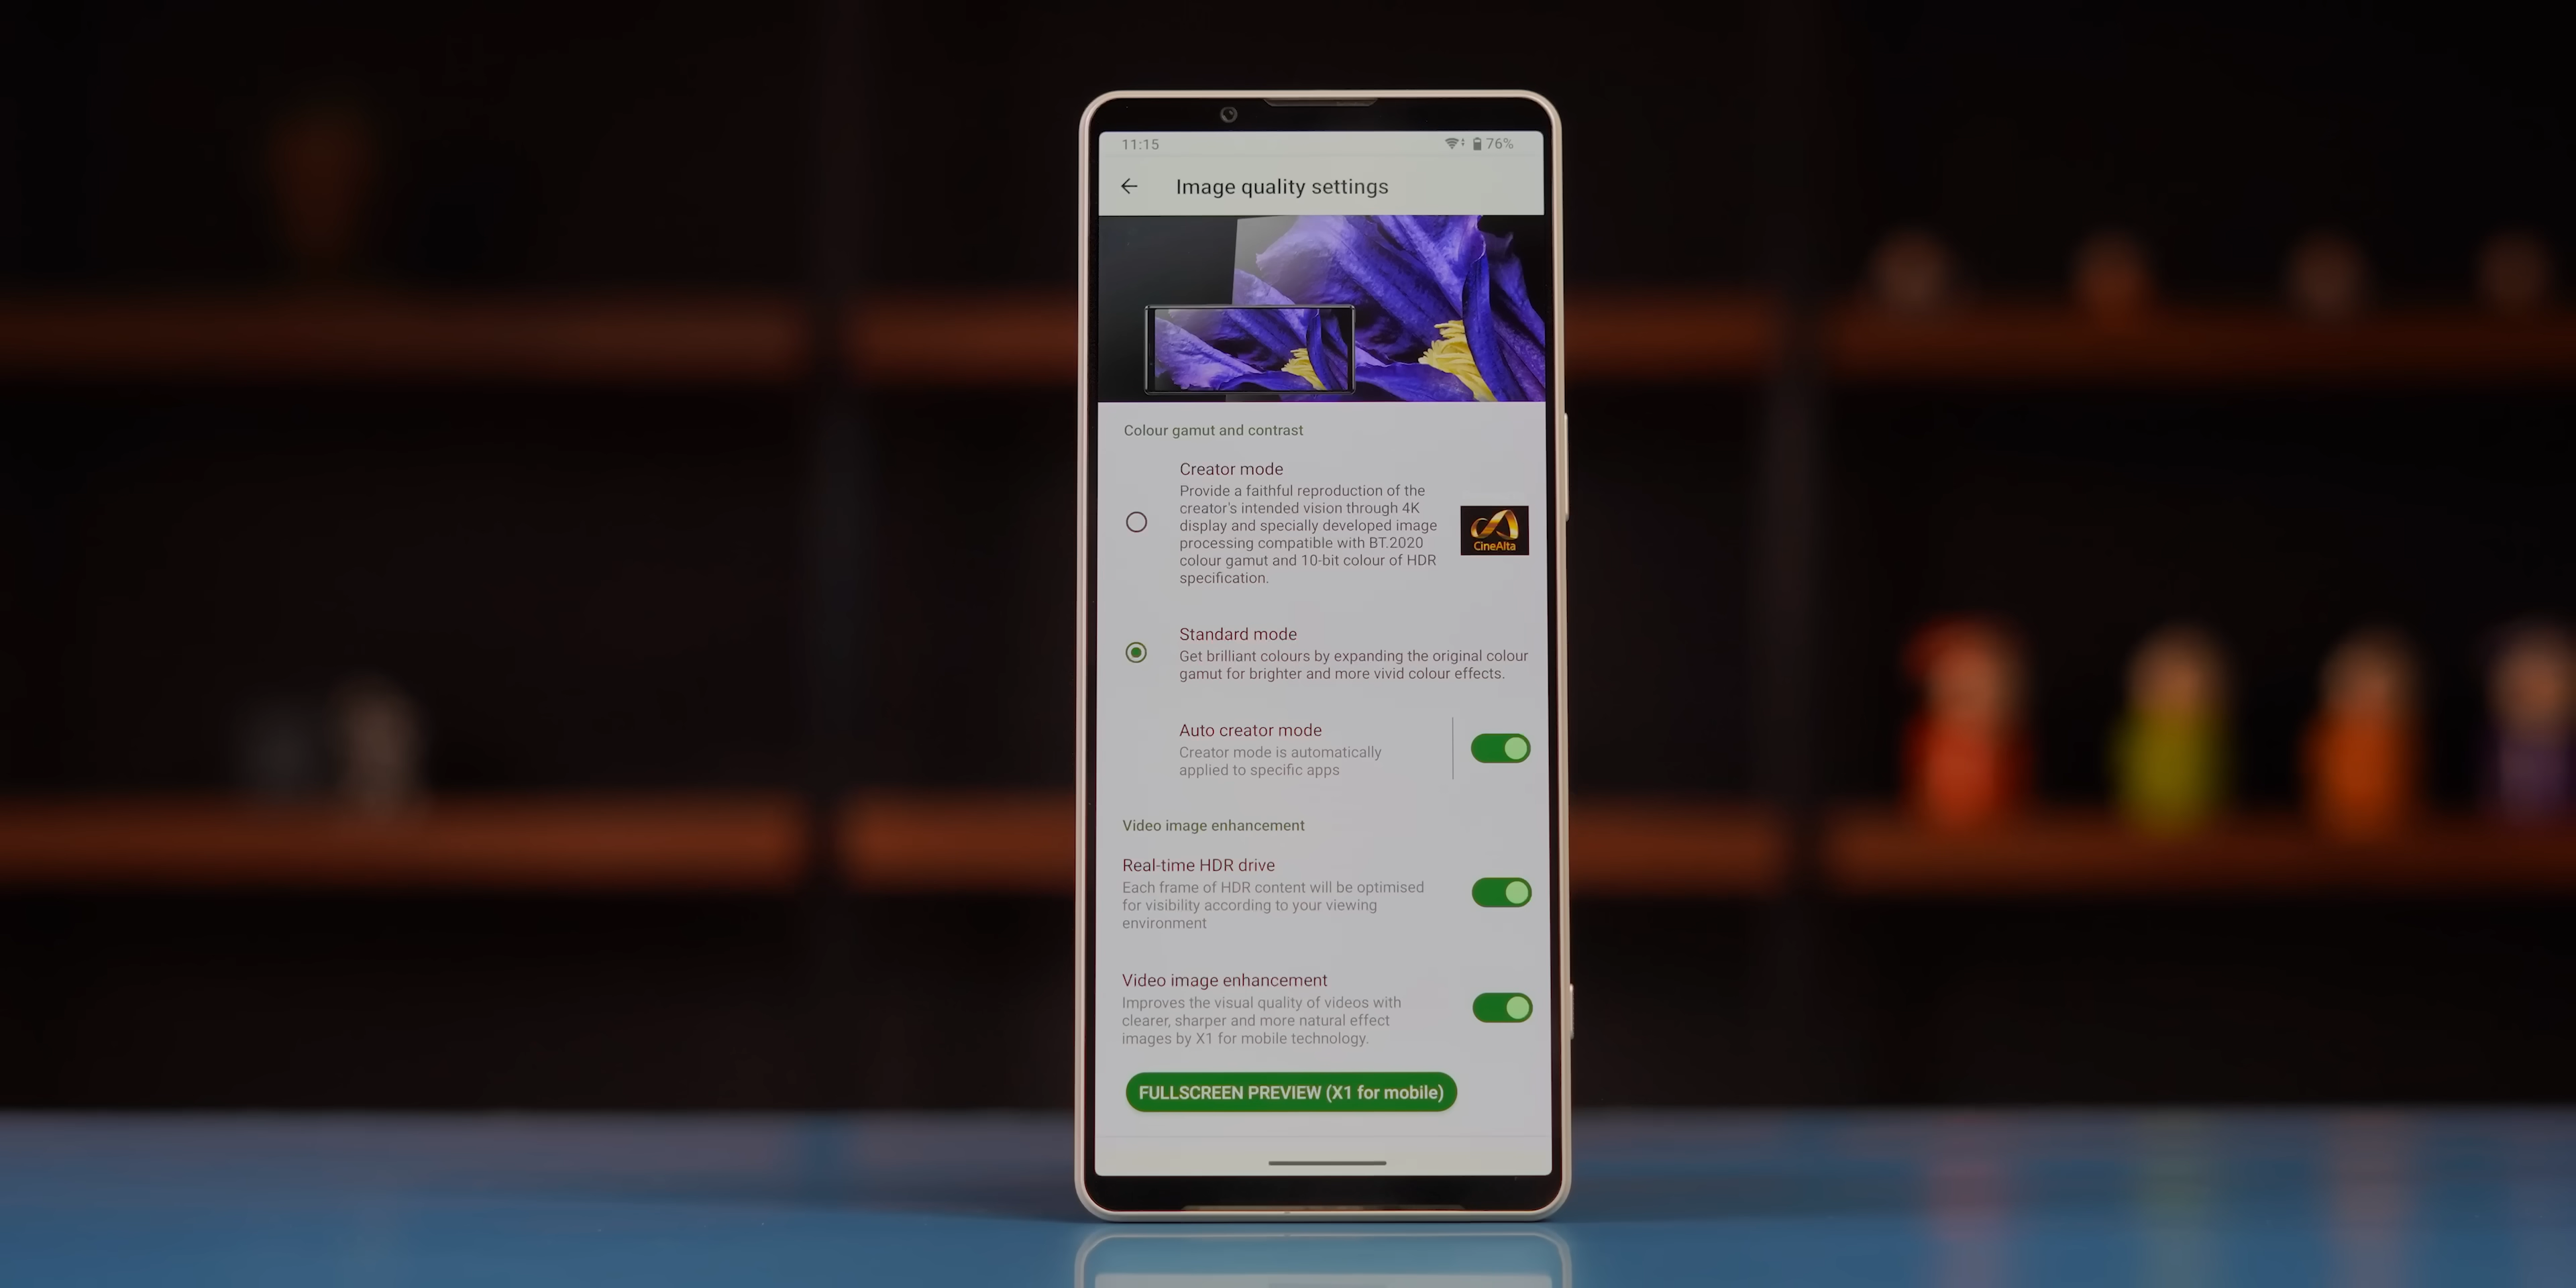 11:15
76%
Image quality settings
Colour gamut and contrast
Creator mode
Provide a faithful reproduction of the
creator's intended vision through 4K
display and specially developed image
processing compatible with BT.2020
colour gamut and 10-bit colour of HDR
specification.
CineAlta
Standard mode
Get brilliant colours by expanding the original colour
gamut for brighter and more vivid colour effects.
Auto creator mode
Creator mode is automatically
applied to specific apps
Video image enhancement
Real-time HDR drive
Each frame of HDR content will be optimised
for visibility according to your viewing
environment
Video image enhancement
Improves the visual quality of videos with
clearer, sharper and more natural effect
images by X1 for mobile technology.
FULLSCREEN PREVIEW (X1 for mobile)